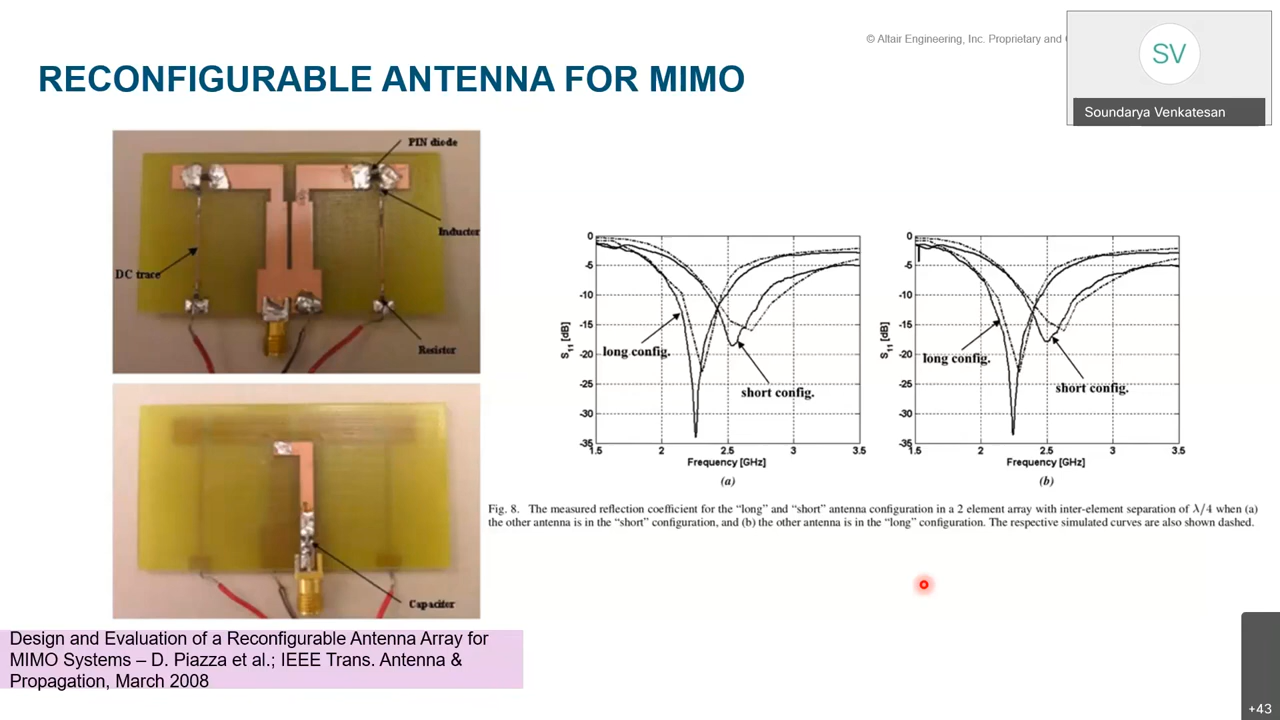 © Altair Engineering, Inc. Proprietary and
SV
Soundarya Venkatesan
RECONFIGURABLE ANTENNA FOR MIMO
PIN diode
Inductor
DC trace
Resistor
Capacitor
0
-5
-10
-15
-20
-25
-30
-35
S11 [dB]
long config.
short config.
1.5 2 2.5 3 3.5
Frequency [GHz]
(a)
0
-5
-10
-15
-20
-25
-30
-35
S11 [dB]
long config.
short config.
1.5 2 2.5 3 3.5
Frequency [GHz]
(b)
Fig. 8. The measured reflection coefficient for the “long” and “short” antenna configuration in a 2 element array with inter-element separation of λ/4 when (a)
the other antenna is in the “short” configuration, and (b) the other antenna is in the “long” configuration. The respective simulated curves are also shown dashed.
Design and Evaluation of a Reconfigurable Antenna Array for
MIMO Systems – D. Piazza et al.; IEEE Trans. Antenna &
Propagation, March 2008
+43